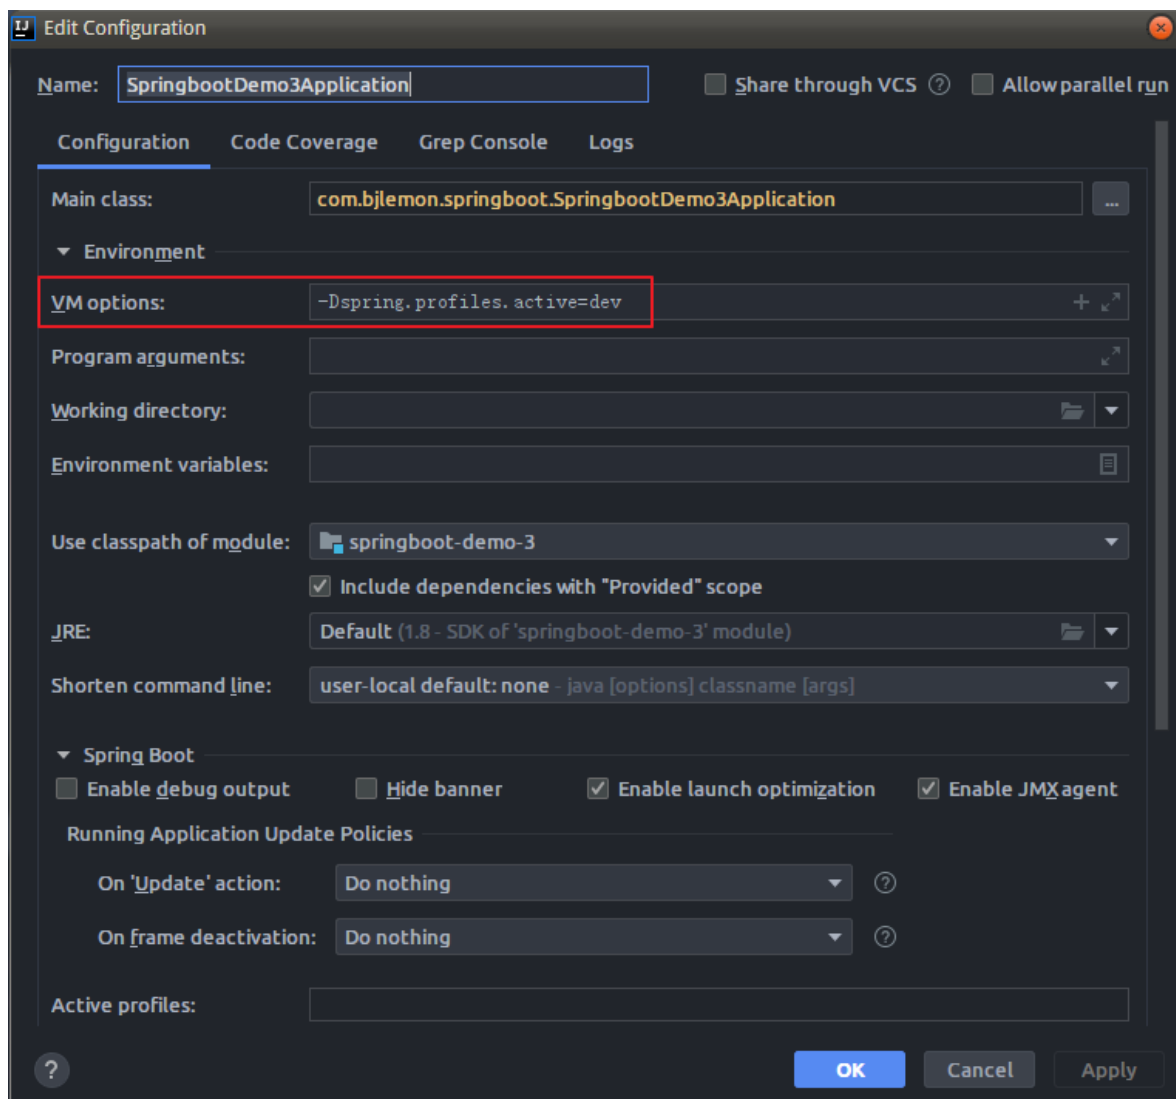 Edit Configuration
Name: SpringbootDemo3Application Share through VCS ? Allow parallel run
Configuration Code Coverage Grep Console Logs
Main class: com.bjlemon.springboot.SpringbootDemo3Application ...
Environment
VM options: -Dspring.profiles.active=dev
Program arguments:
Working directory:
Environment variables:
Use classpath of module: springboot-demo-3
Include dependencies with "Provided" scope
JRE: Default (1.8 - SDK of 'springboot-demo-3' module)
Shorten command line: user-local default: none - java [options] classname [args]
Spring Boot
Enable debug output Hide banner Enable launch optimization Enable JMX agent
Running Application Update Policies
On 'Update' action: Do nothing ?
On frame deactivation: Do nothing ?
Active profiles:
? OK Cancel Apply